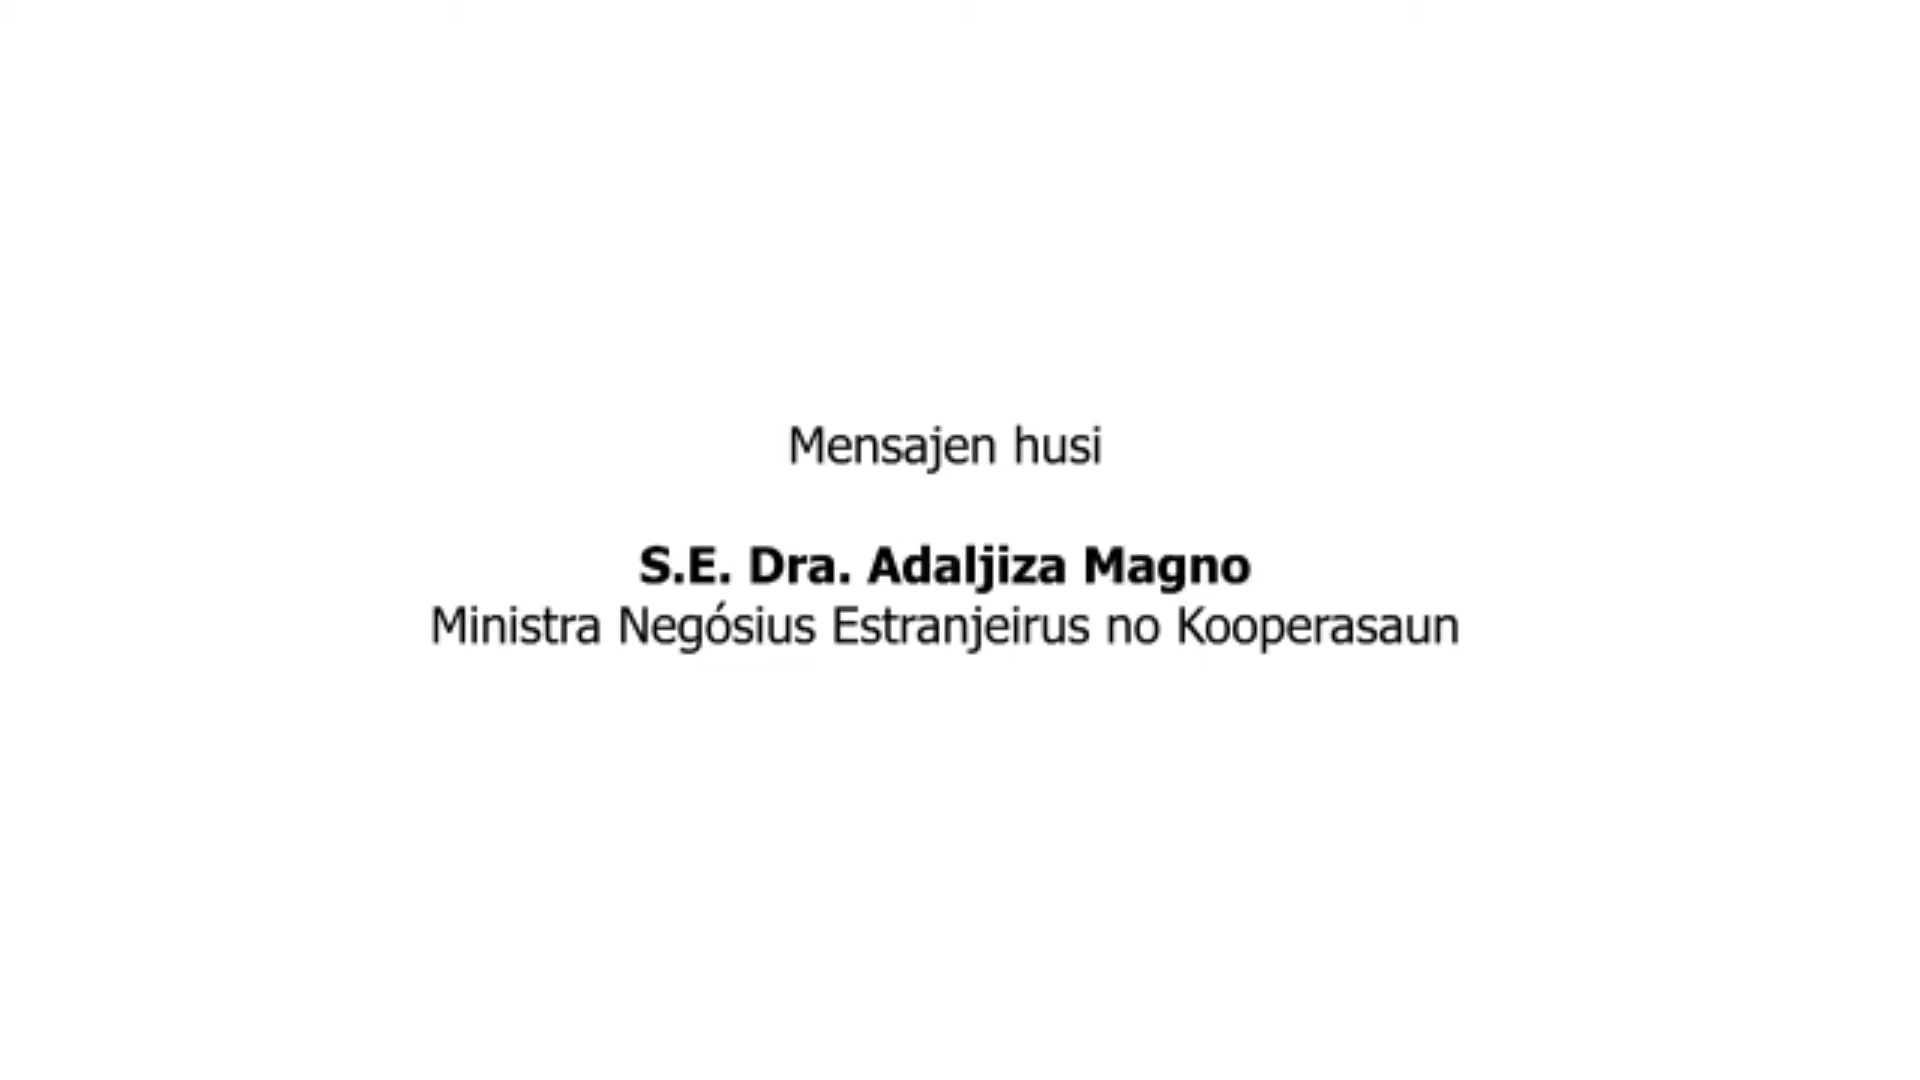 Mensajen husi
S.E. Dra. Adaljiza Magno
Ministra Negósius Estranjeirus no Kooperasaun